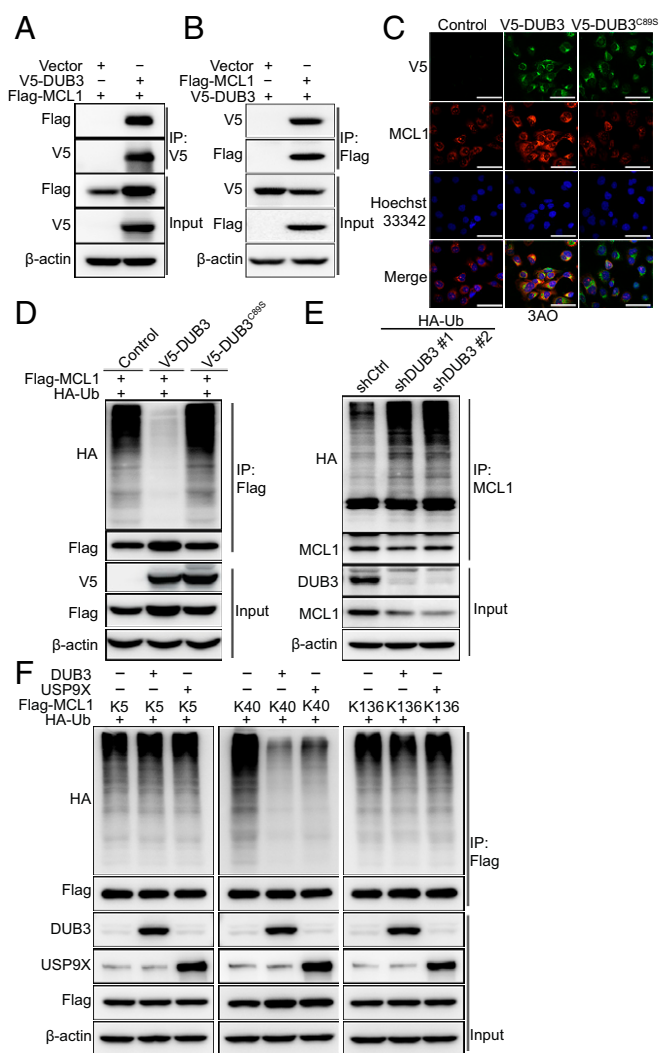 A
Vector + −
V5-DUB3 − +
Flag-MCL1 + +
Flag
V5
IP:
V5
Flag
V5
Input
β-actin
B
Vector + −
Flag-MCL1 − +
V5-DUB3 + +
V5
Flag
IP:
Flag
V5
Flag
Input
β-actin
C
Control V5-DUB3 V5-DUB3C89S
V5
MCL1
Hoechst
33342
Merge
3AO
D
Control V5-DUB3 V5-DUB3C89S
Flag-MCL1 + + +
HA-Ub + + +
HA
IP:
Flag
Flag
V5
Flag
Input
β-actin
E
HA-Ub
shCtrl shDUB3 #1 shDUB3 #2
HA
IP:
MCL1
MCL1
DUB3
MCL1
Input
β-actin
F
DUB3 − + − − + − − + −
USP9X − − + − − + − − +
Flag-MCL1 K5 K5 K5 K40 K40 K40 K136 K136 K136
HA-Ub + + + + + + + + +
HA
IP:
Flag
Flag
DUB3
USP9X
Flag
β-actin
Input